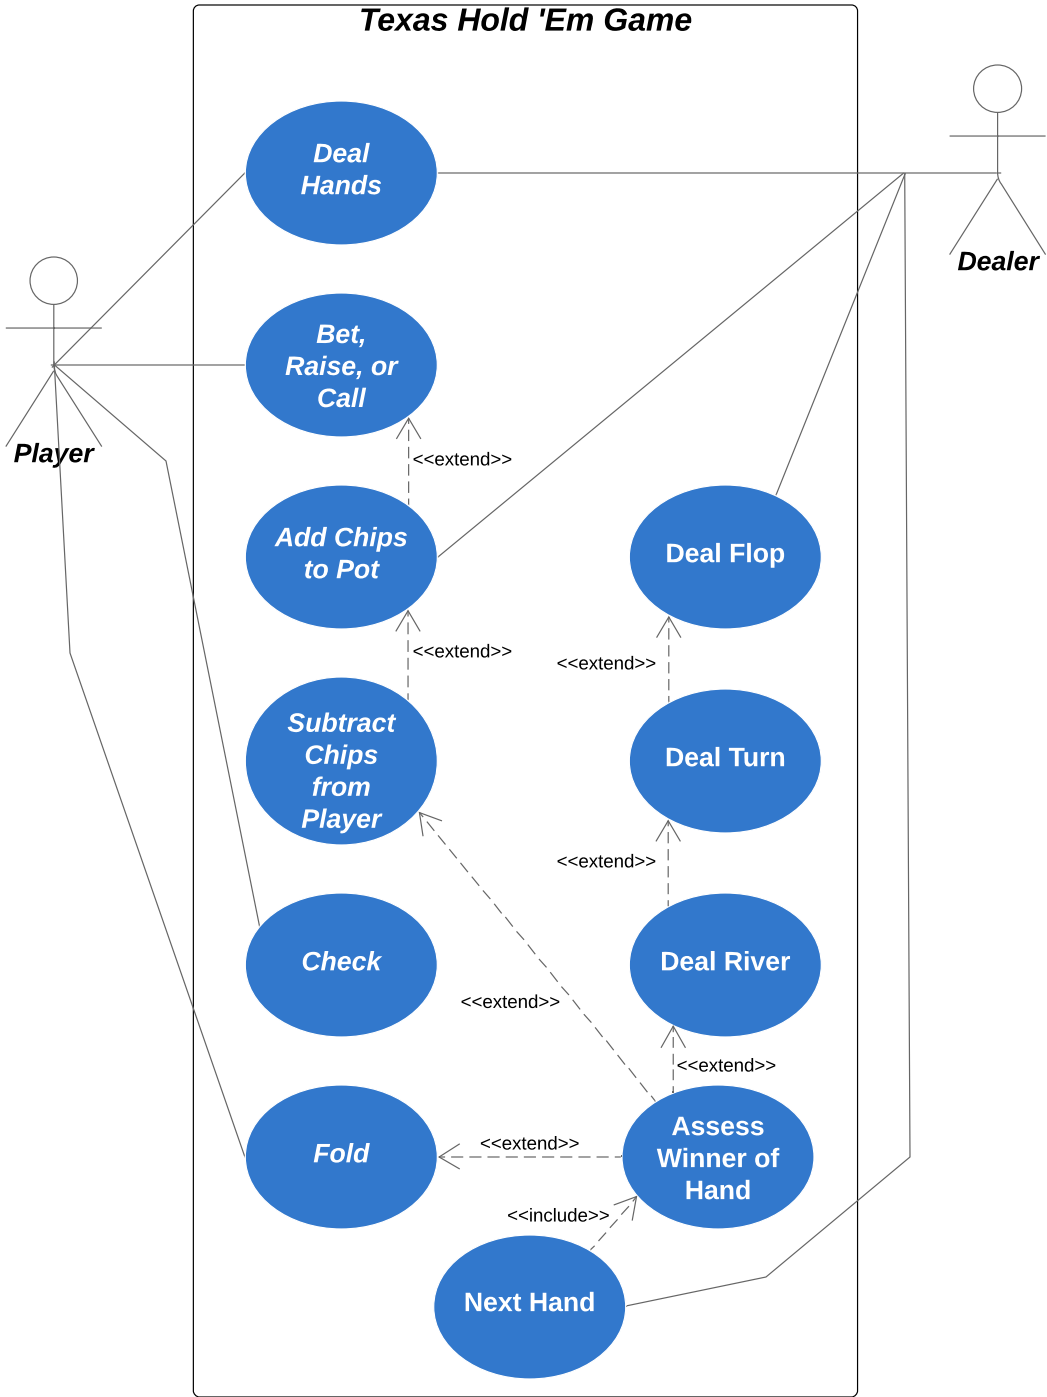 Texas Hold 'Em Game
Deal
Hands
Dealer
Bet,
Raise, or
Call
Player
<<extend>>
Add Chips
to Pot
Deal Flop
<<extend>>
<<extend>>
Subtract
Chips
from
Player
Deal Turn
<<extend>>
Check
Deal River
<<extend>>
<<extend>>
Fold
<<extend>>
Assess
Winner of
Hand
<<include>>
Next Hand